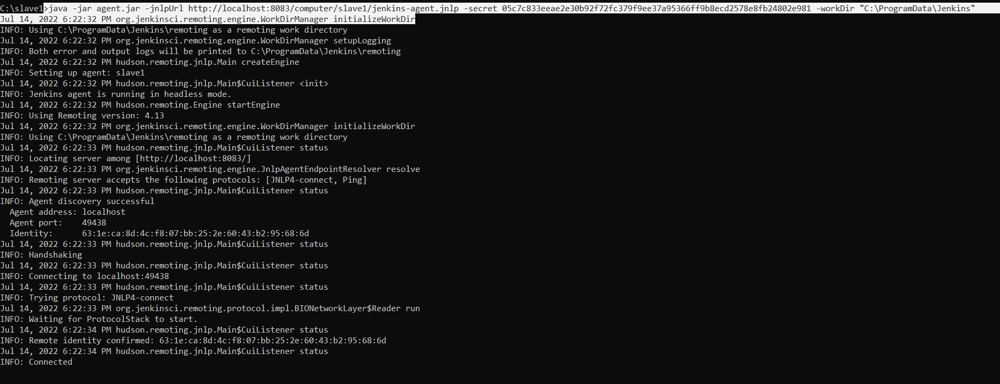 C:\slave1>java -jar agent.jar -jnlpUrl http://localhost:8083/computer/slave1/jenkins-agent.jnlp -secret 05c7c833eeae2e30b92f72fc379f9ee37a95366ff9b8ecd2578e8fb24802e981 -workDir "C:\ProgramData\Jenkins"
Jul 14, 2022 6:22:32 PM org.jenkinsci.remoting.engine.WorkDirManager initializeWorkDir
INFO: Using C:\ProgramData\Jenkins\remoting as a remoting work directory
Jul 14, 2022 6:22:32 PM org.jenkinsci.remoting.engine.WorkDirManager setupLogging
INFO: Both error and output logs will be printed to C:\ProgramData\Jenkins\remoting
Jul 14, 2022 6:22:32 PM hudson.remoting.jnlp.Main createEngine
INFO: Setting up agent: slave1
Jul 14, 2022 6:22:32 PM hudson.remoting.jnlp.Main$CuiListener <init>
INFO: Jenkins agent is running in headless mode.
Jul 14, 2022 6:22:32 PM hudson.remoting.Engine startEngine
INFO: Using Remoting version: 4.13
Jul 14, 2022 6:22:32 PM org.jenkinsci.remoting.engine.WorkDirManager initializeWorkDir
INFO: Using C:\ProgramData\Jenkins\remoting as a remoting work directory
Jul 14, 2022 6:22:33 PM hudson.remoting.jnlp.Main$CuiListener status
INFO: Locating server among [http://localhost:8083/]
Jul 14, 2022 6:22:33 PM org.jenkinsci.remoting.engine.JnlpAgentEndpointResolver resolve
INFO: Remoting server accepts the following protocols: [JNLP4-connect, Ping]
Jul 14, 2022 6:22:33 PM hudson.remoting.jnlp.Main$CuiListener status
INFO: Agent discovery successful
  Agent address: localhost
  Agent port:    49438
  Identity:      63:1e:ca:8d:4c:f8:07:bb:25:2e:60:43:b2:95:68:6d
Jul 14, 2022 6:22:33 PM hudson.remoting.jnlp.Main$CuiListener status
INFO: Handshaking
Jul 14, 2022 6:22:33 PM hudson.remoting.jnlp.Main$CuiListener status
INFO: Connecting to localhost:49438
Jul 14, 2022 6:22:33 PM hudson.remoting.jnlp.Main$CuiListener status
INFO: Trying protocol: JNLP4-connect
Jul 14, 2022 6:22:33 PM org.jenkinsci.remoting.protocol.impl.BIONetworkLayer$Reader run
INFO: Waiting for ProtocolStack to start.
Jul 14, 2022 6:22:34 PM hudson.remoting.jnlp.Main$CuiListener status
INFO: Remote identity confirmed: 63:1e:ca:8d:4c:f8:07:bb:25:2e:60:43:b2:95:68:6d
Jul 14, 2022 6:22:34 PM hudson.remoting.jnlp.Main$CuiListener status
INFO: Connected